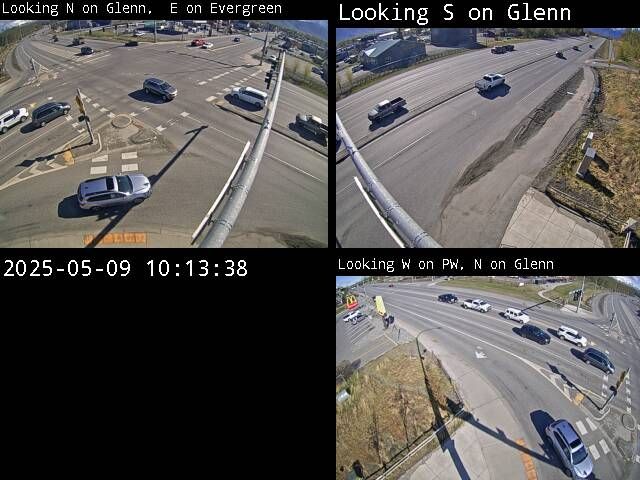 Looking N on Glenn,  E on Evergreen
Looking S on Glenn
2025-05-09 10:13:38
Looking W on PW, N on Glenn